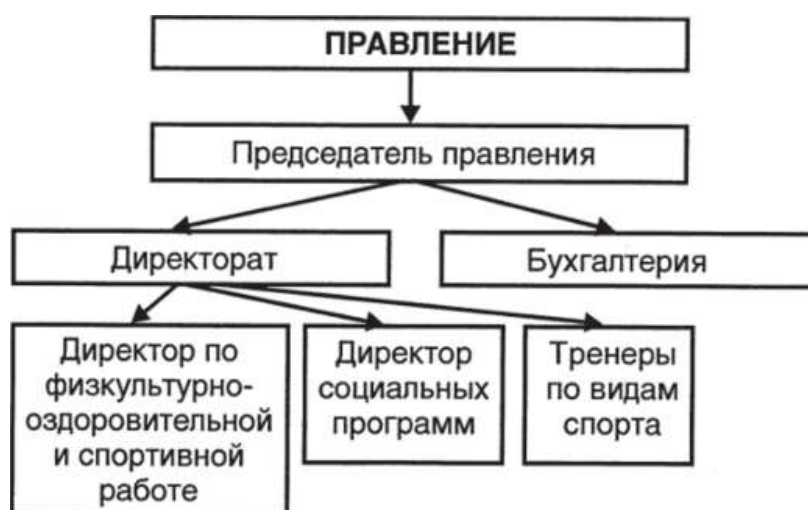 ПРАВЛЕНИЕ
Председатель правления
Директорат
Бухгалтерия
Директор по
физкультурно-
оздоровительной
и спортивной
работе
Директор
социальных
программ
Тренеры
по видам
спорта